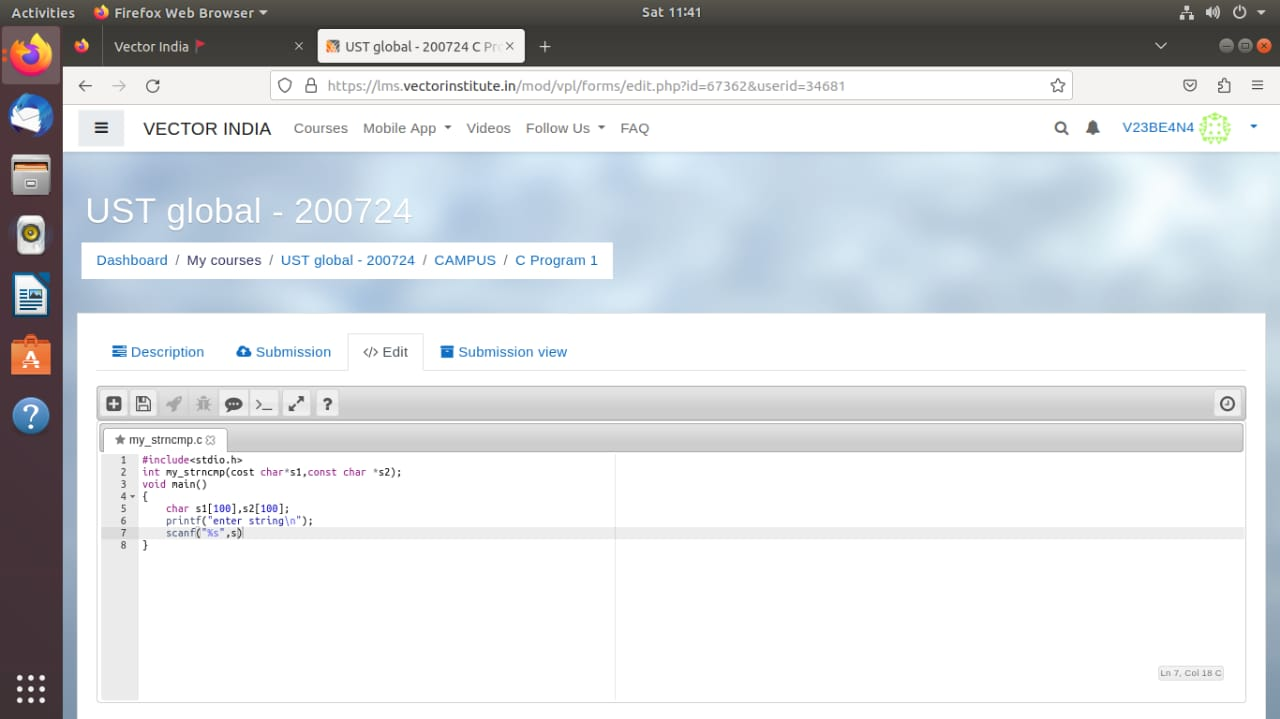 Activities Firefox Web Browser Sat 11:41
Vector India UST global - 200724 C Pro
https://lms.vectorinstitute.in/mod/vpl/forms/edit.php?id=67362&userid=34681
VECTOR INDIA Courses Mobile App Videos Follow Us FAQ V23BE4N4
UST global - 200724
Dashboard / My courses / UST global - 200724 / CAMPUS / C Program 1
Description Submission </> Edit Submission view
my_strncmp.c
1 #include<stdio.h>
2 int my_strncmp(cost char*s1,const char *s2);
3 void main()
4 {
5 char s1[100],s2[100];
6 printf("enter string\n");
7 scanf("%s",s)
8 }
Ln 7, Col 18 C